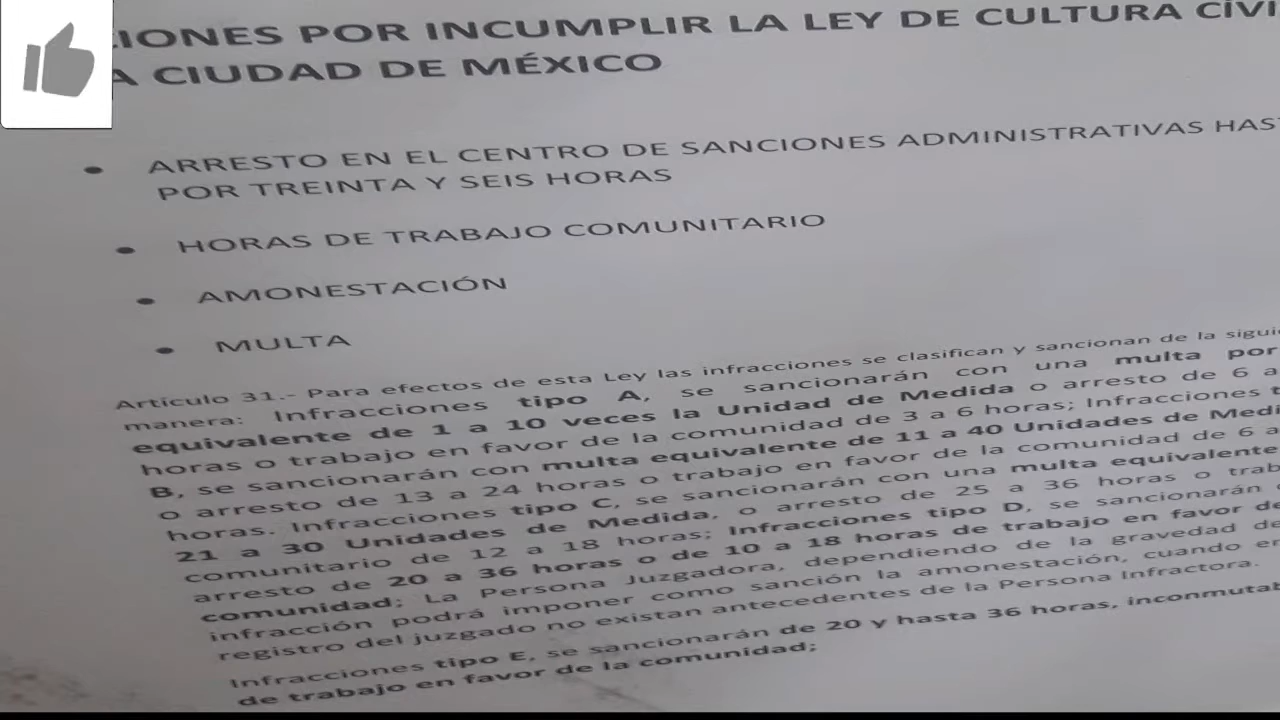 IONES POR INCUMPLIR LA LEY DE CULTURA CÍVI
A CIUDAD DE MÉXICO
• ARRESTO EN EL CENTRO DE SANCIONES ADMINISTRATIVAS HAS
POR TREINTA Y SEIS HORAS
• HORAS DE TRABAJO COMUNITARIO
• AMONESTACIÓN
• MULTA
Artículo 31.- Para efectos de esta Ley las infracciones se clasifican y sancionan de la sigui
manera: Infracciones tipo A, se sancionarán con una multa por
equivalente de 1 a 10 veces la Unidad de Medida o arresto de 6 a
horas o trabajo en favor de la comunidad de 3 a 6 horas; Infracciones t
B, se sancionarán con multa equivalente de 11 a 40 Unidades de Medi
o arresto de 13 a 24 horas o trabajo en favor de la comunidad de 6 a
horas. Infracciones tipo C, se sancionarán con una multa equivalente
21 a 30 Unidades de Medida, o arresto de 25 a 36 horas o trab
comunitario de 12 a 18 horas; Infracciones tipo D, se sancionarán
arresto de 20 a 36 horas o de 10 a 18 horas de trabajo en favor de
comunidad; La Persona Juzgadora, dependiendo de la gravedad de
infracción podrá imponer como sanción la amonestación, cuando en
registro del juzgado no existan antecedentes de la Persona Infractora.
Infracciones tipo E, se sancionarán de 20 y hasta 36 horas, inconmutab
de trabajo en favor de la comunidad;